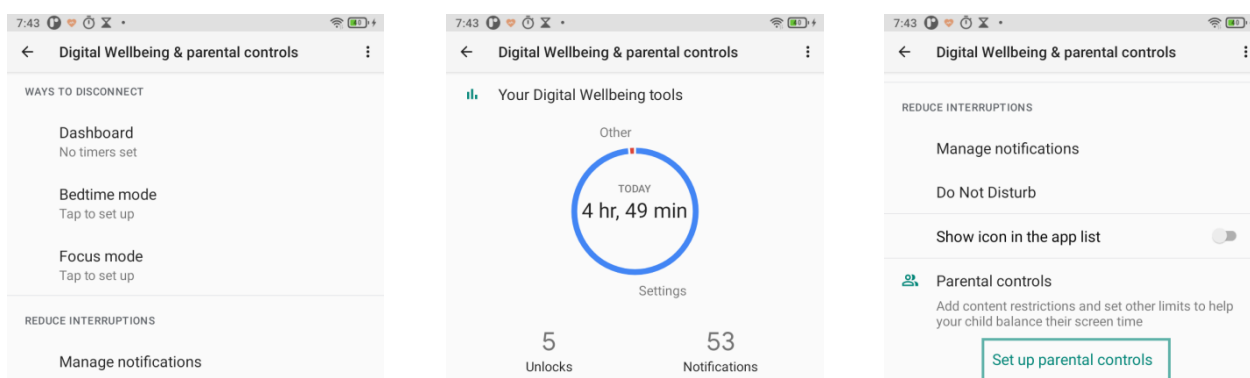 7:43
Digital Wellbeing & parental controls
WAYS TO DISCONNECT
Dashboard
No timers set
Bedtime mode
Tap to set up
Focus mode
Tap to set up
REDUCE INTERRUPTIONS
Manage notifications
7:43
Digital Wellbeing & parental controls
Your Digital Wellbeing tools
Other
TODAY
4 hr, 49 min
Settings
5
Unlocks
53
Notifications
7:43
Digital Wellbeing & parental controls
REDUCE INTERRUPTIONS
Manage notifications
Do Not Disturb
Show icon in the app list
Parental controls
Add content restrictions and set other limits to help
your child balance their screen time
Set up parental controls